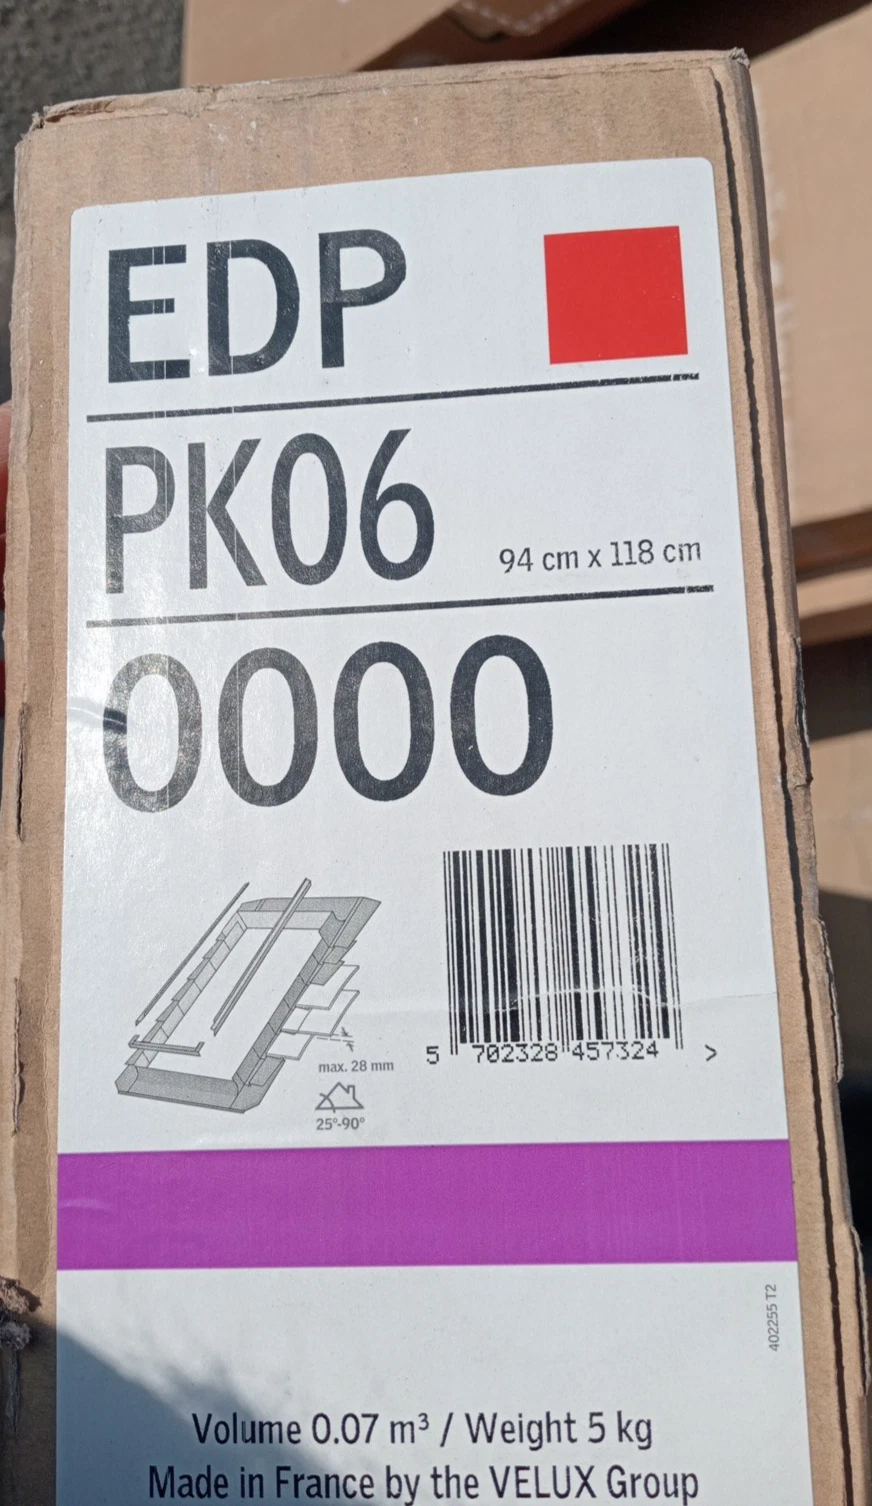 EDP
PK06
94 cm x 118 cm
0000
max. 28 mm
25°-90°
5 702328 457324 >
402255 T2
Volume 0.07 m³ / Weight 5 kg
Made in France by the VELUX Group